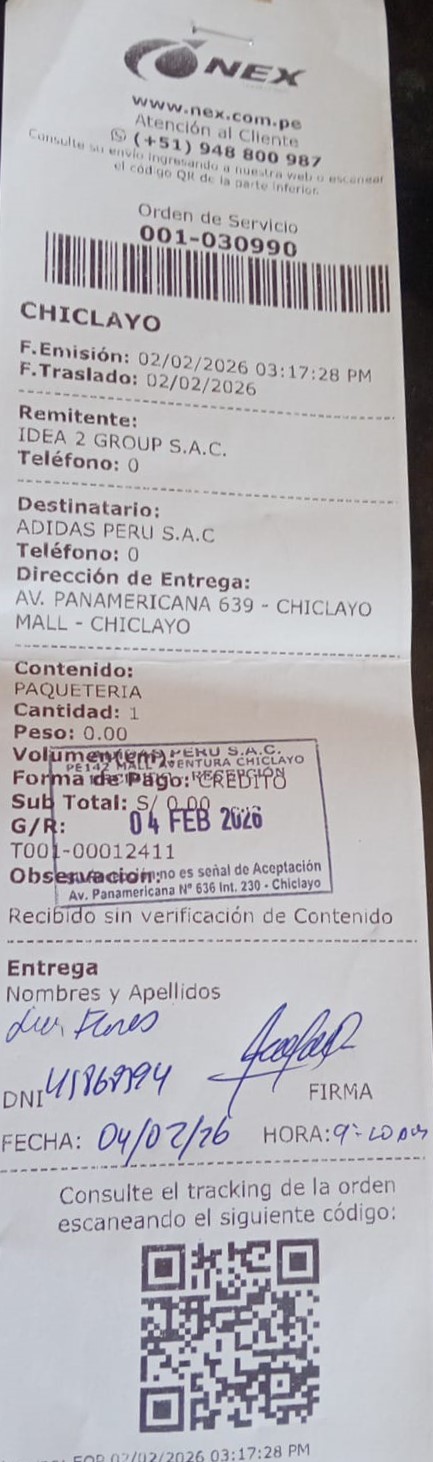 NEX
www.nex.com.pe
Atención al Cliente
(+51) 948 800 987
Consulte su envío ingresando a nuestra web o escanear
el código QR de la parte inferior.
Orden de Servicio
001-030990
CHICLAYO
F.Emisión: 02/02/2026 03:17:28 PM
F.Traslado: 02/02/2026
Remitente:
IDEA 2 GROUP S.A.C.
Teléfono: 0
Destinatario:
ADIDAS PERU S.A.C
Teléfono: 0
Dirección de Entrega:
AV. PANAMERICANA 639 - CHICLAYO
MALL - CHICLAYO
Contenido:
PAQUETERIA
Cantidad: 1
Peso: 0.00
Volumen(cm):
ADIDAS PERU S.A.C.
PE142 MALL AVENTURA CHICLAYO
Forma de Pago: CREDITO
RECEPCIÓN
Sub Total: S/ 0.00
G/R:
04 FEB 2026
T001-00012411
Observacion:
no es señal de Aceptación
Av. Panamericana N° 636 Int. 230 - Chiclayo
Recibido sin verificación de Contenido
Entrega
Nombres y Apellidos
Flores
DNI
FIRMA
FECHA: 04/02/26 HORA:
Consulte el tracking de la orden
escaneando el siguiente código:
02/02/2026 03:17:28 PM